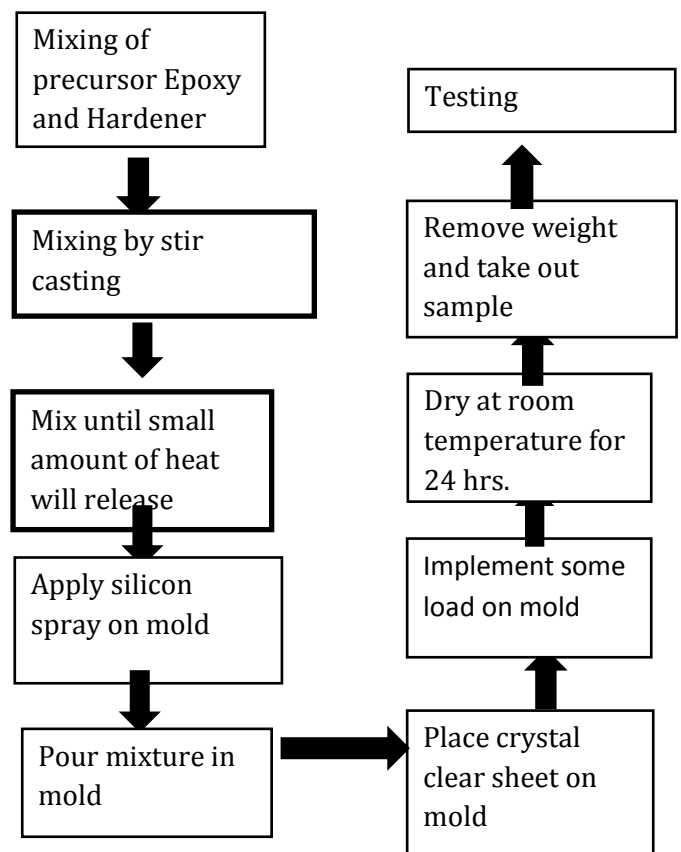 Mixing of
precursor Epoxy
and Hardener
Mixing by stir
casting
Mix until small
amount of heat
will release
Apply silicon
spray on mold
Pour mixture in
mold
Place crystal
clear sheet on
mold
Implement some
load on mold
Dry at room
temperature for
24 hrs.
Remove weight
and take out
sample
Testing